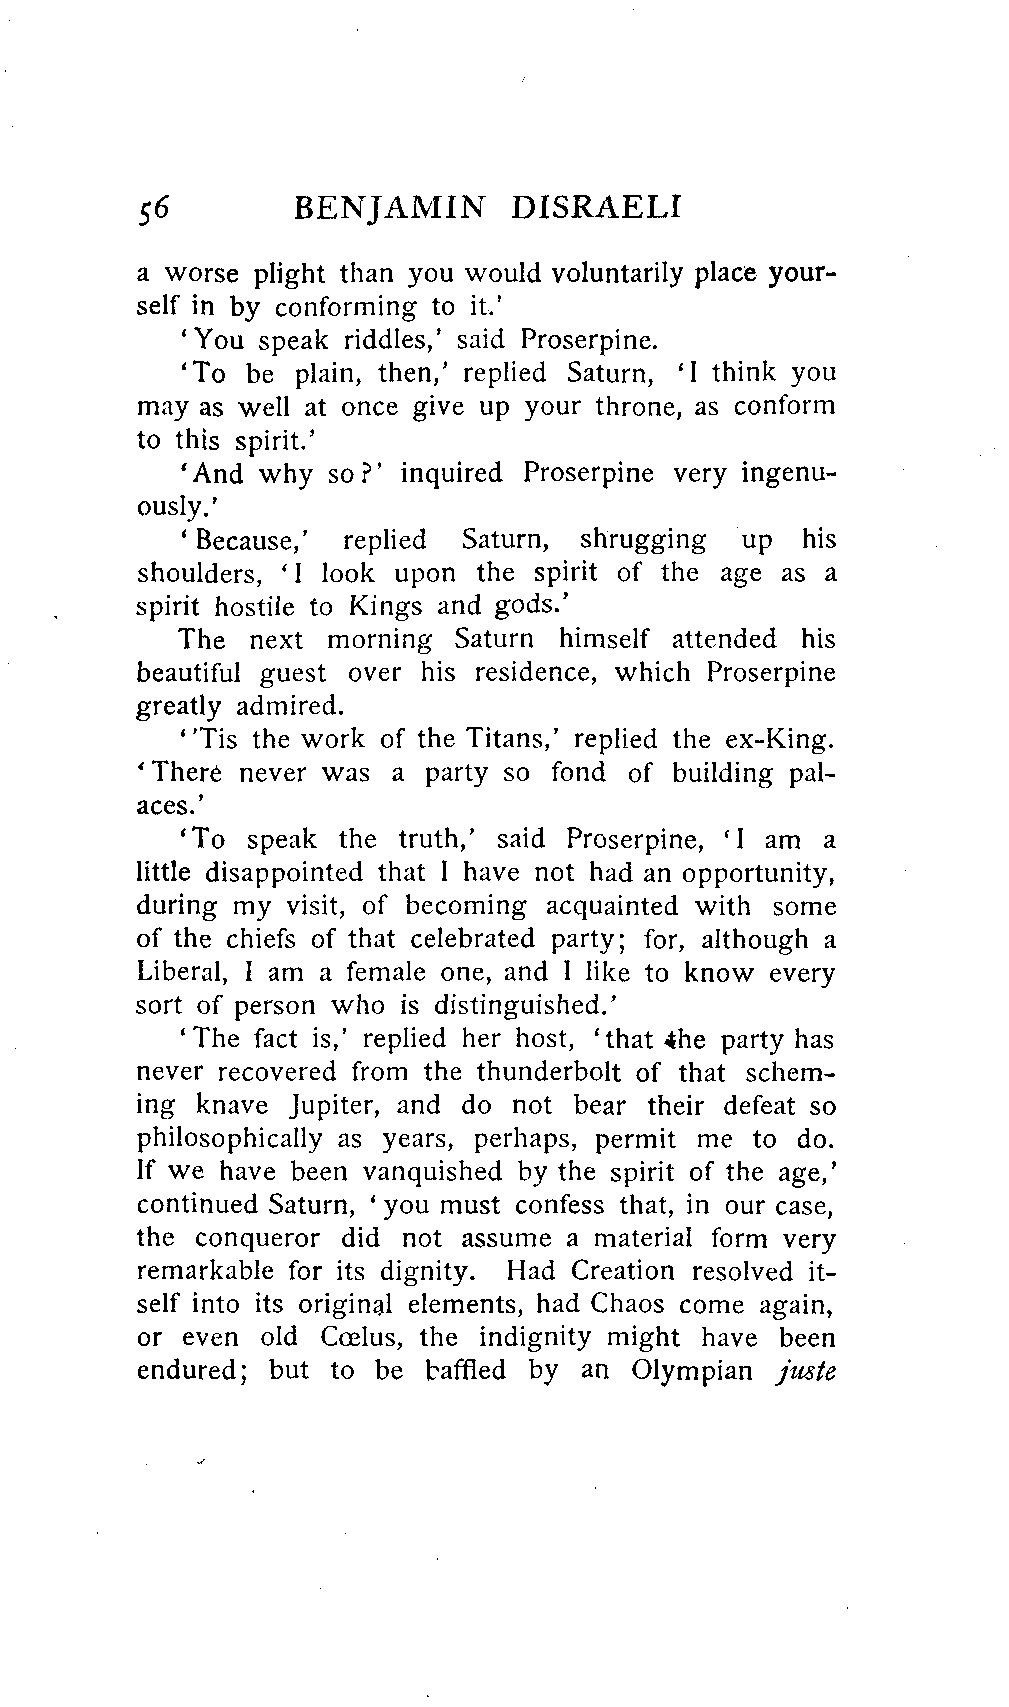 56 BENJAMIN DISRAELI
a worse plight than you would voluntarily place your-
self in by conforming to it.'
'You speak riddles,' said Proserpine.
'To be plain, then,' replied Saturn, 'I think you
may as well at once give up your throne, as conform
to this spirit.'
'And why so?' inquired Proserpine very ingenu-
ously.'
'Because,' replied Saturn, shrugging up his
shoulders, 'I look upon the spirit of the age as a
spirit hostile to Kings and gods.'
The next morning Saturn himself attended his
beautiful guest over his residence, which Proserpine
greatly admired.
''Tis the work of the Titans,' replied the ex-King.
'There never was a party so fond of building pal-
aces.'
'To speak the truth,' said Proserpine, 'I am a
little disappointed that I have not had an opportunity,
during my visit, of becoming acquainted with some
of the chiefs of that celebrated party; for, although a
Liberal, I am a female one, and I like to know every
sort of person who is distinguished.'
'The fact is,' replied her host, 'that the party has
never recovered from the thunderbolt of that schem-
ing knave Jupiter, and do not bear their defeat so
philosophically as years, perhaps, permit me to do.
If we have been vanquished by the spirit of the age,'
continued Saturn, 'you must confess that, in our case,
the conqueror did not assume a material form very
remarkable for its dignity. Had Creation resolved it-
self into its original elements, had Chaos come again,
or even old Cœlus, the indignity might have been
endured; but to be baffled by an Olympian juste